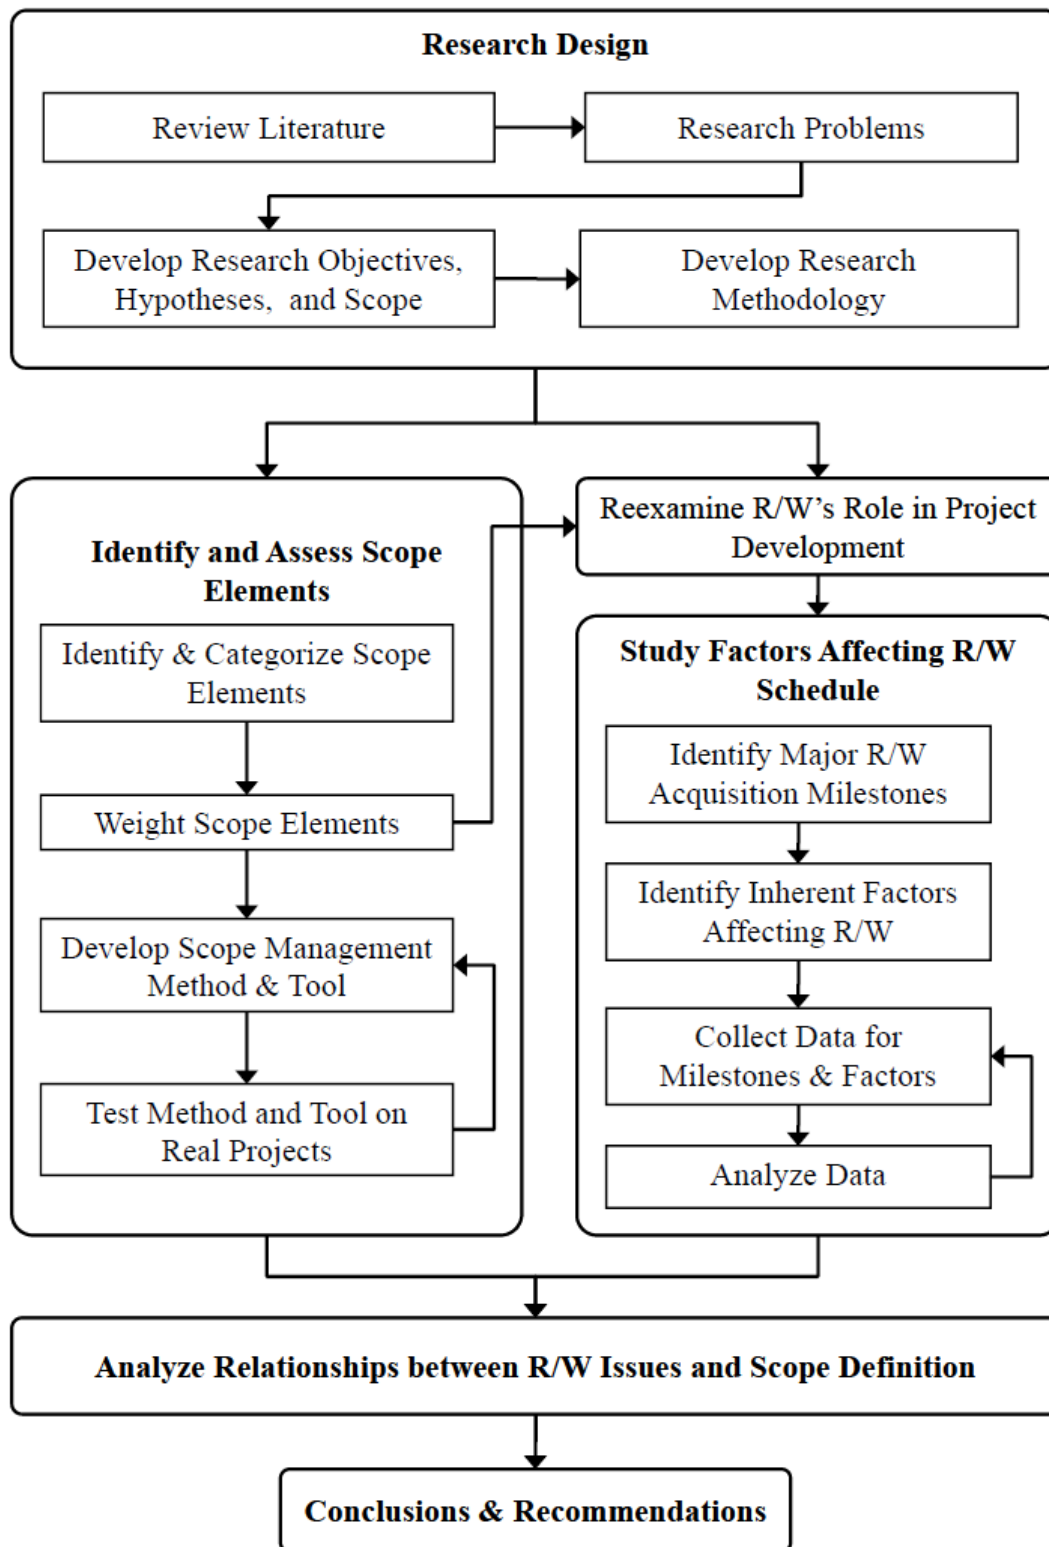 Research Design
Review Literature
Research Problems
Develop Research Objectives,
Hypotheses, and Scope
Develop Research
Methodology
Identify and Assess Scope
Elements
Identify & Categorize Scope
Elements
Weight Scope Elements
Develop Scope Management
Method & Tool
Test Method and Tool on
Real Projects
Reexamine R/W’s Role in Project
Development
Study Factors Affecting R/W
Schedule
Identify Major R/W
Acquisition Milestones
Identify Inherent Factors
Affecting R/W
Collect Data for
Milestones & Factors
Analyze Data
Analyze Relationships between R/W Issues and Scope Definition
Conclusions & Recommendations